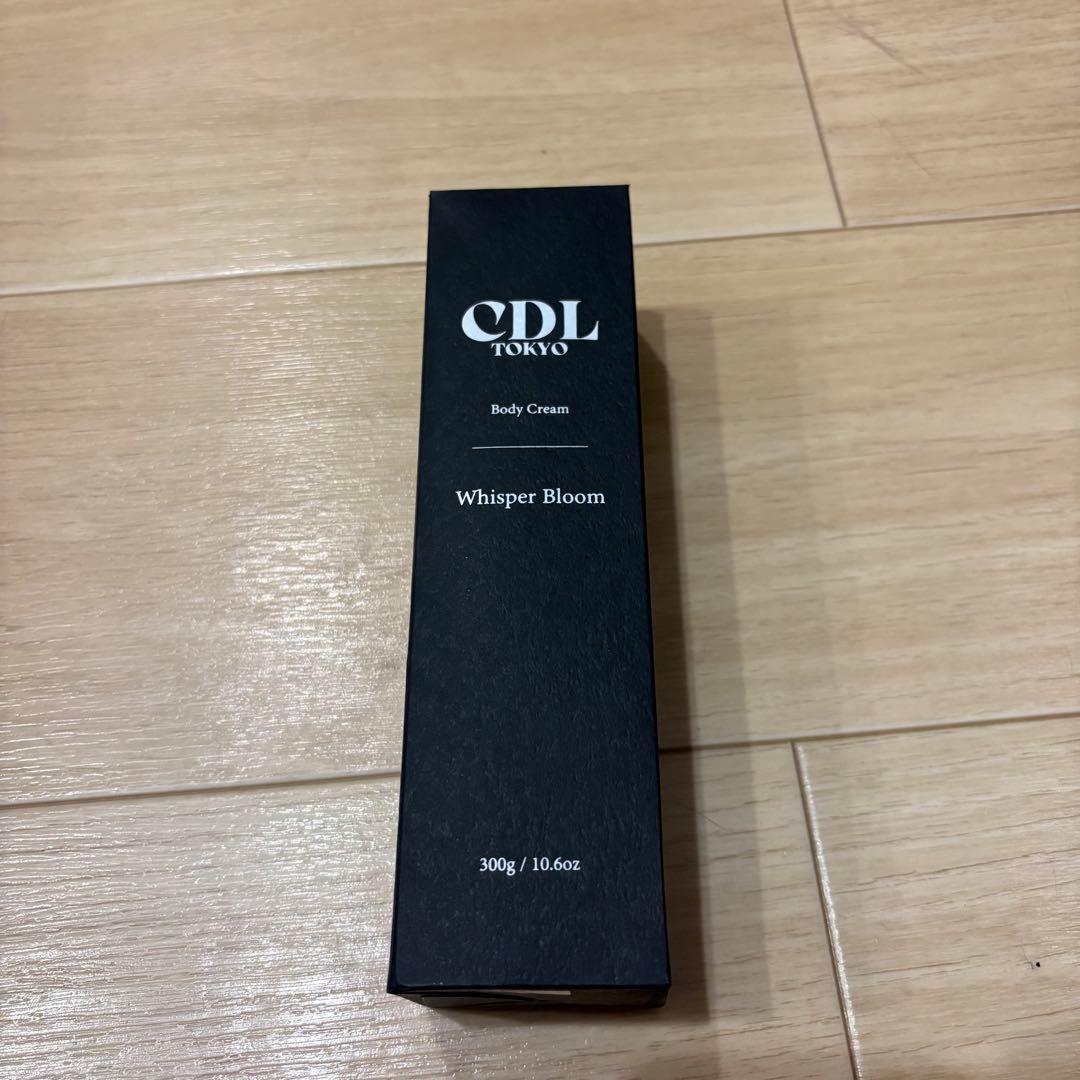 CDL
TOKYO
Body Cream
Whisper Bloom
300g / 10.6oz